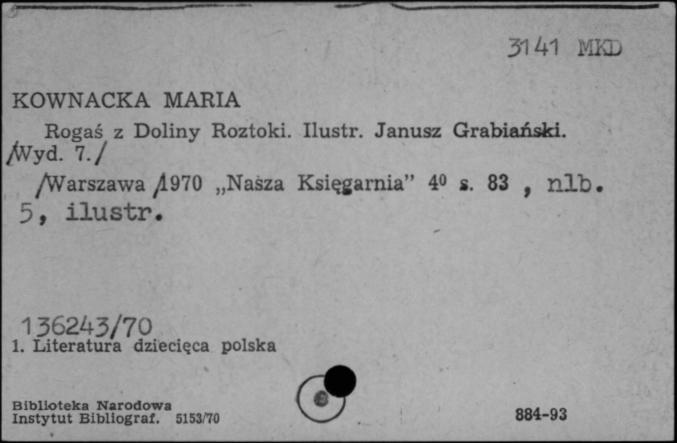 3141 MKD
KOWNACKA MARIA
Rogaś z Doliny Roztoki. Ilustr. Janusz Grabiański.
/Wyd. 7./
/Warszaw​a /1970 „Nasza Księgarnia” 4⁰ s. 83 , nlb.
5, ilustr.
136243/70
1. Literatura dziecięca polska
Biblioteka Narodowa
Instytut Bibliograf. 5153/70
884-93